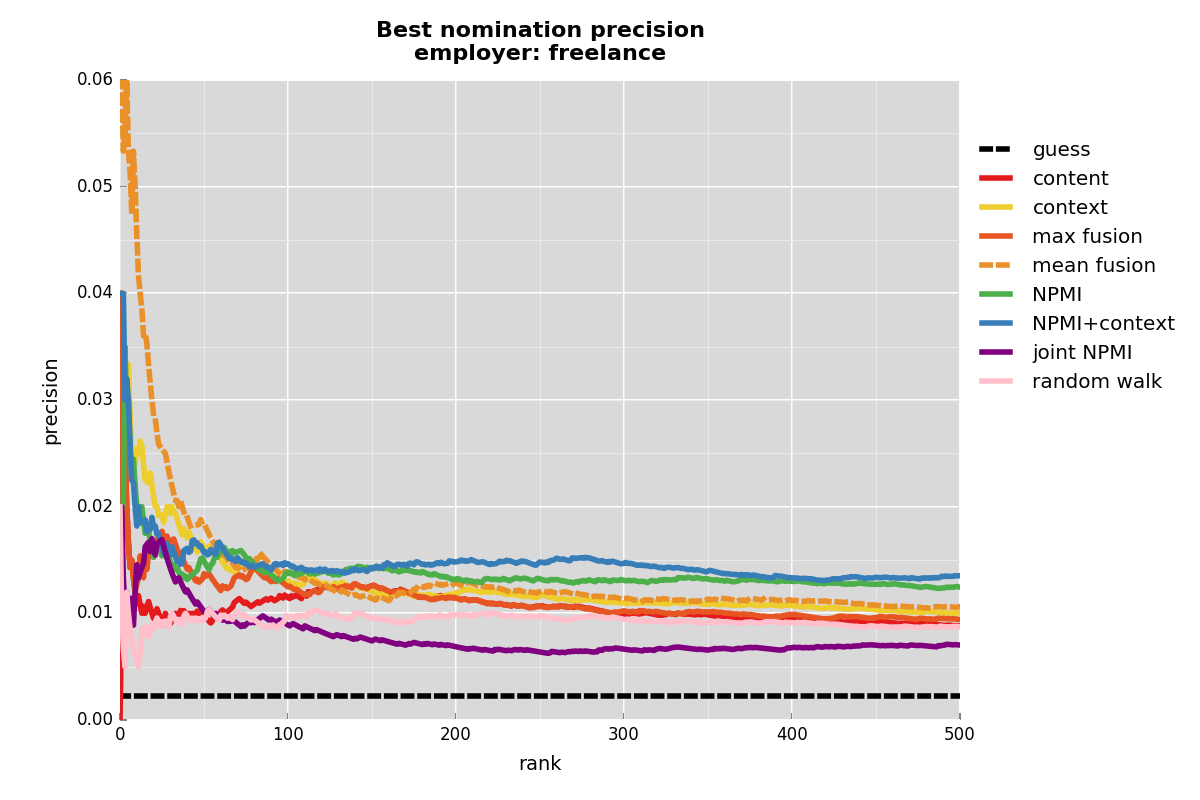 Best nomination precision
employer: freelance
0.06
0.05
0.04
0.03
0.02
0.01
0.00
precision
0 100 200 300 400 500
rank
guess
content
context
max fusion
mean fusion
NPMI
NPMI+context
joint NPMI
random walk